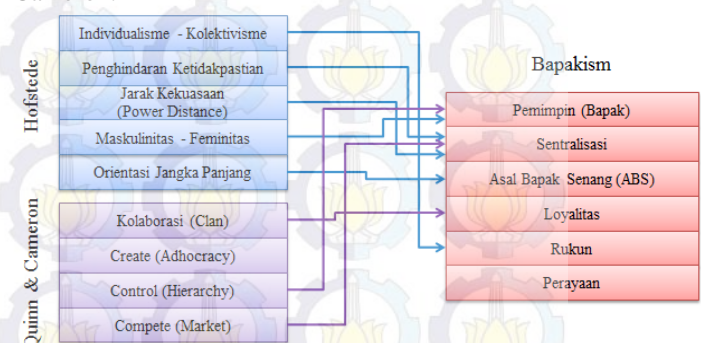 Hofstede
Individualisme - Kolektivisme
Penghindaran Ketidakpastian
Jarak Kekuasaan
(Power Distance)
Maskulinitas - Feminitas
Orientasi Jangka Panjang
Quinn & Cameron
Kolaborasi (Clan)
Create (Adhocracy)
Control (Hierarchy)
Compete (Market)
Bapakism
Pemimpin (Bapak)
Sentralisasi
Asal Bapak Senang (ABS)
Loyalitas
Rukun
Perayaan